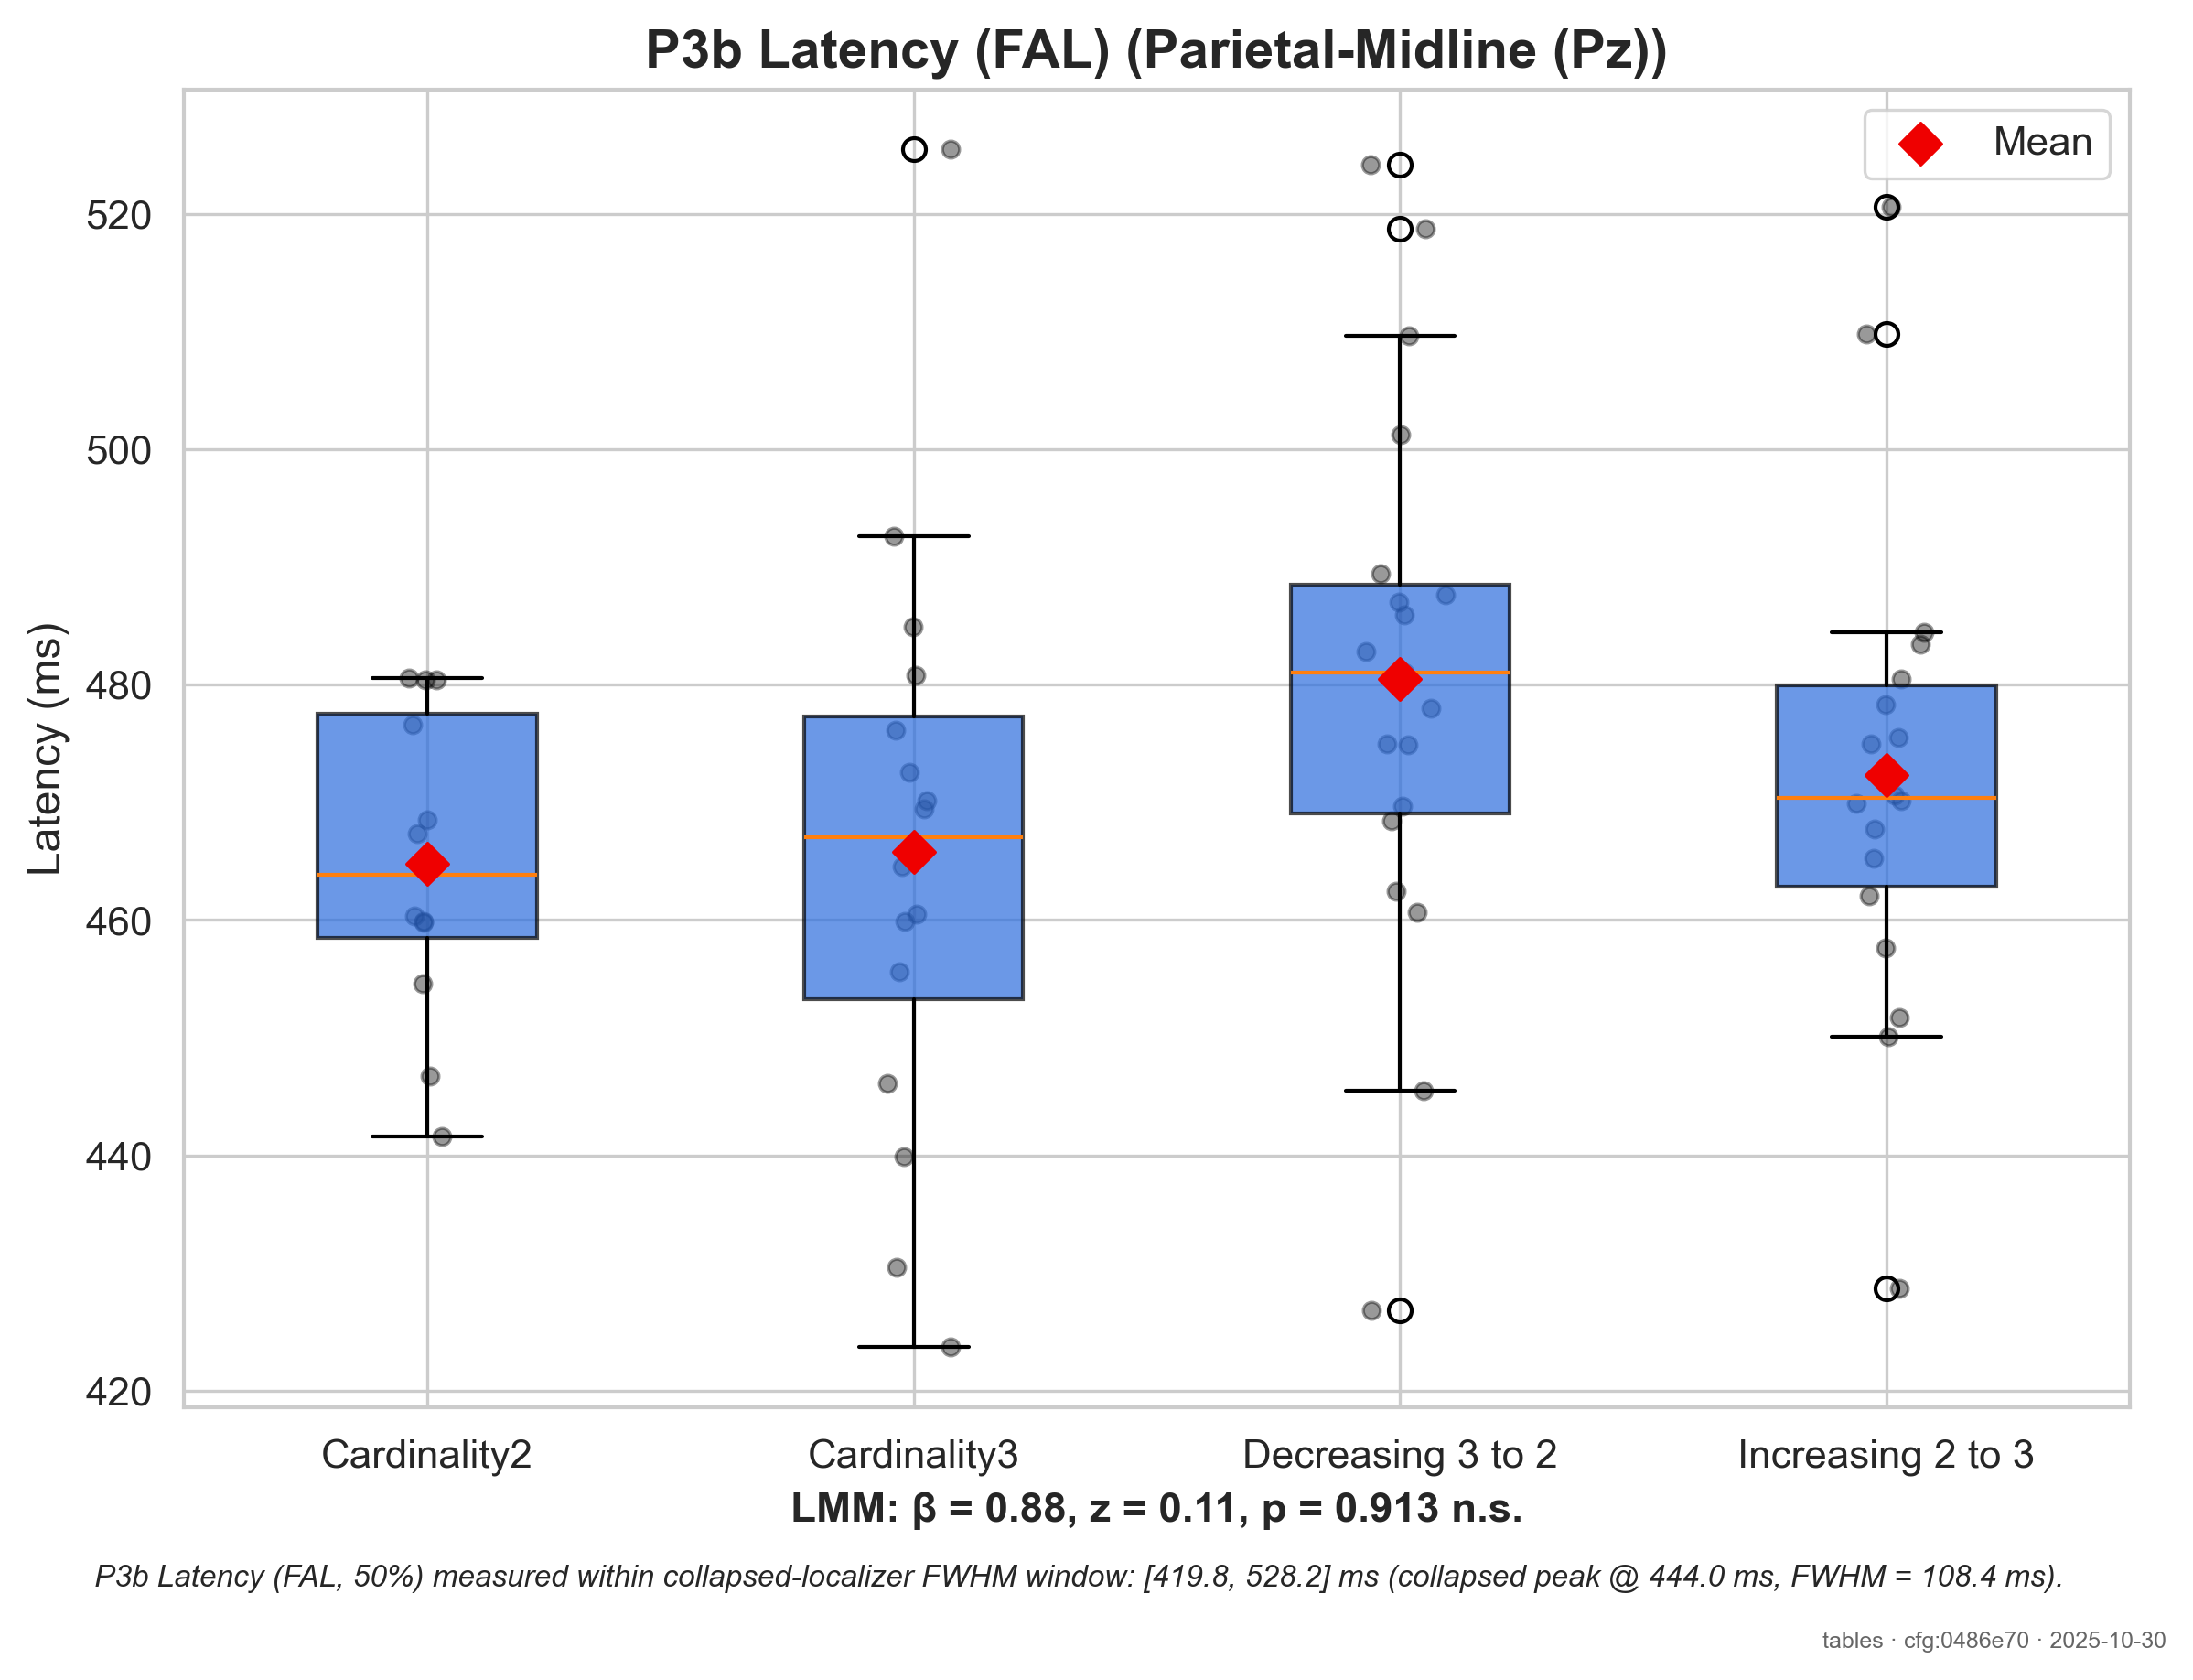 P3b Latency (FAL) (Parietal-Midline (Pz))
Mean
Latency (ms)
520
500
480
460
440
420
Cardinality2
Cardinality3
Decreasing 3 to 2
Increasing 2 to 3
LMM: β = 0.88, z = 0.11, p = 0.913 n.s.
P3b Latency (FAL, 50%) measured within collapsed-localizer FWHM window: [419.8, 528.2] ms (collapsed peak @ 444.0 ms, FWHM = 108.4 ms).
tables · cfg:0486e70 · 2025-10-30